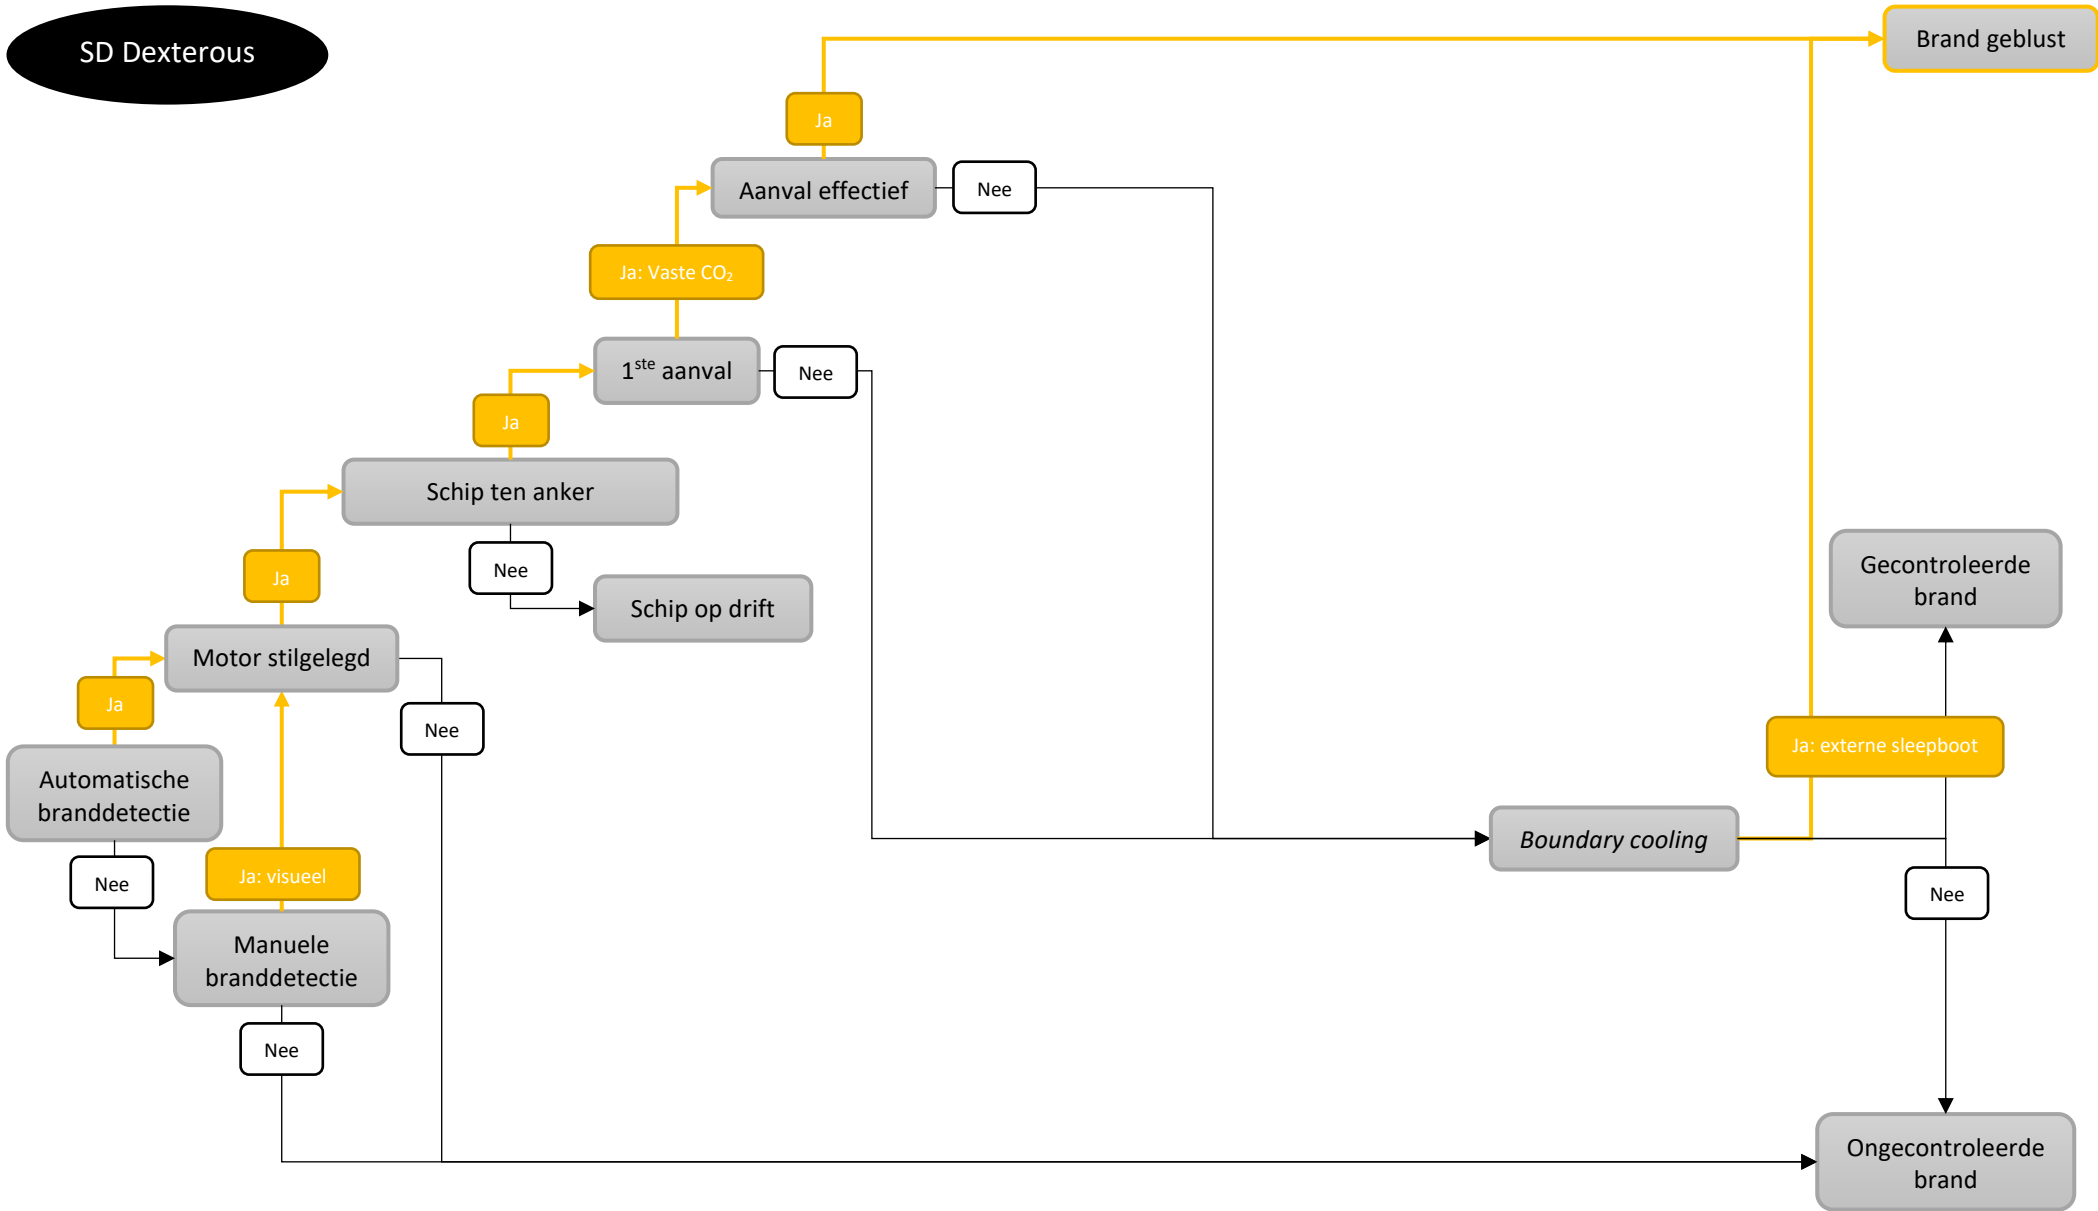 SD Dexterous
Brand geblust
Ja
Aanval effectief
Nee
Ja: Vaste CO₂
1ste aanval
Nee
Ja
Schip ten anker
Nee
Schip op drift
Gecontroleerde
brand
Ja
Motor stilgelegd
Nee
Ja
Automatische
branddetectie
Nee
Ja: visueel
Manuele
branddetectie
Nee
Ja: externe sleepboot
Boundary cooling
Nee
Ongecontroleerde
brand